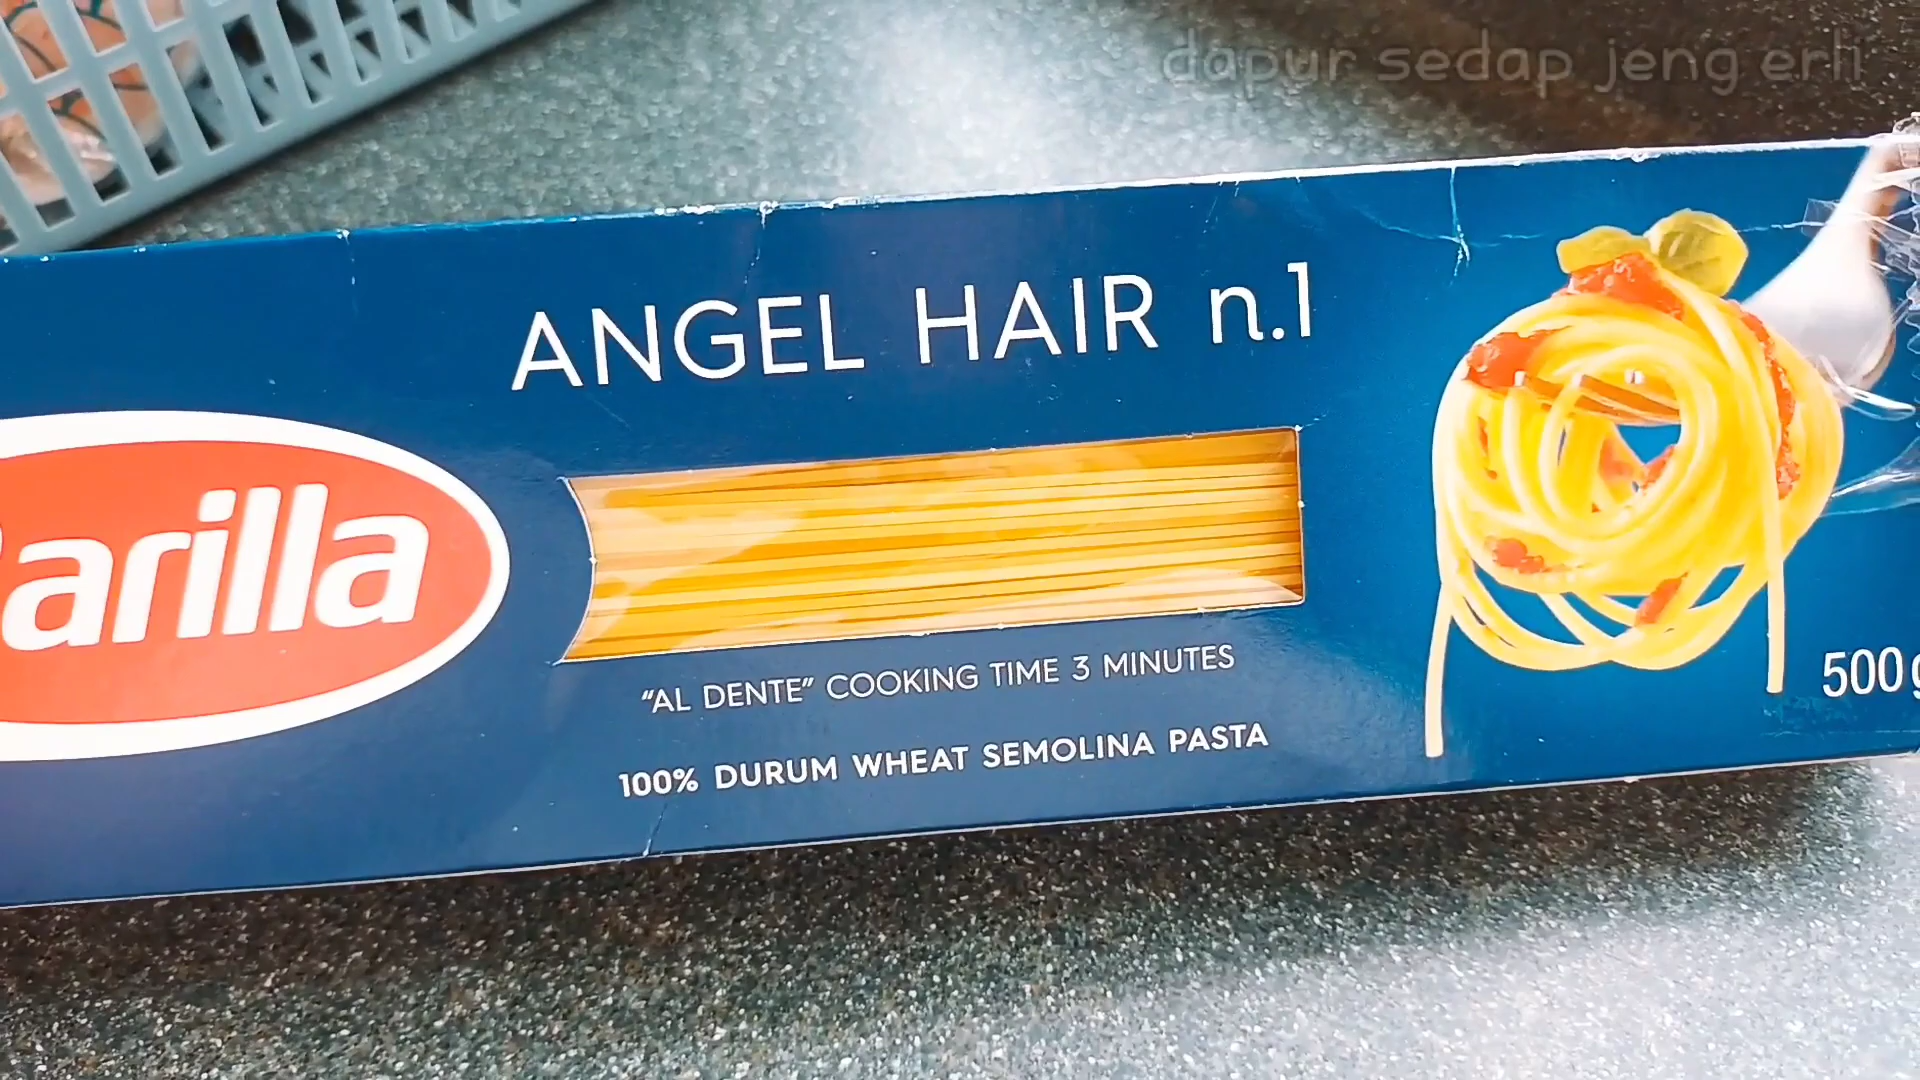 dapur sedap jeng erli
ANGEL HAIR n.1
arilla
"AL DENTE" COOKING TIME 3 MINUTES
100% DURUM WHEAT SEMOLINA PASTA
500g